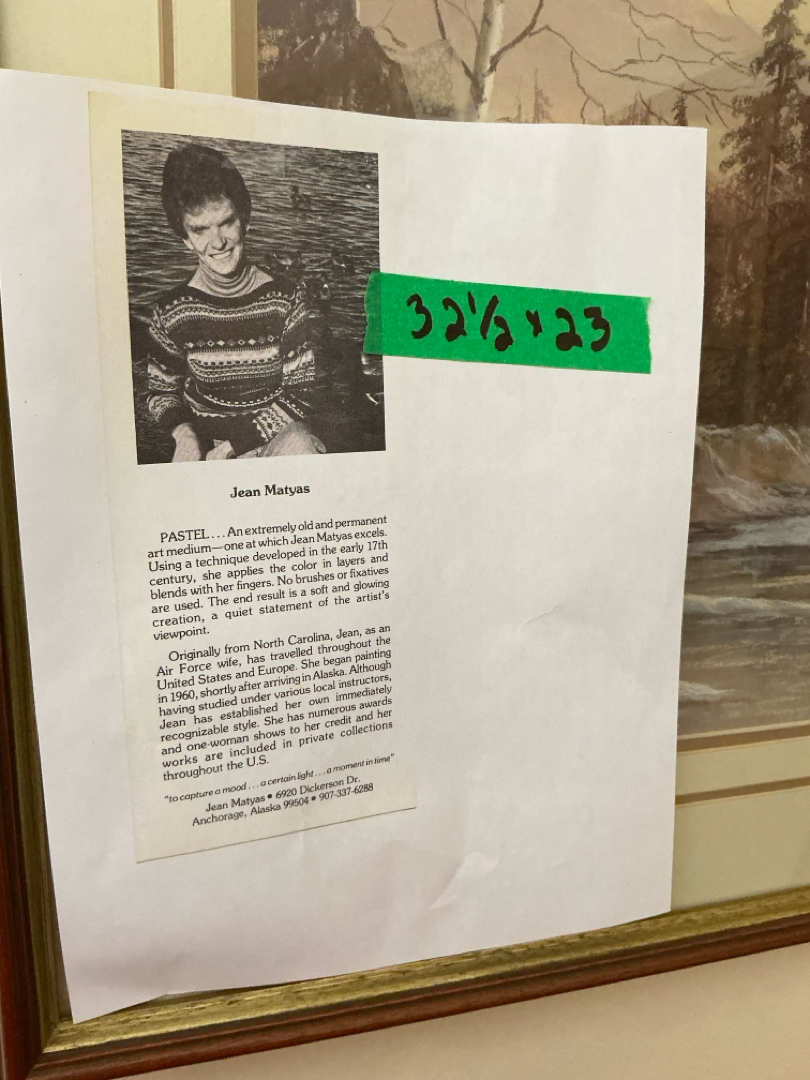 32 1/2 x 23
Jean Matyas
PASTEL...An extremely old and permanent
art medium—one at which Jean Matyas excels.
Using a technique developed in the early 17th
century, she applies the color in layers and
blends with her fingers. No brushes or fixatives
are used. The end result is a soft and glowing
creation, a quiet statement of the artist's
viewpoint.
Originally from North Carolina, Jean, as an
Air Force wife, has travelled throughout the
United States and Europe. She began painting
in 1960, shortly after arriving in Alaska. Although
having studied under various local instructors,
Jean has established her own immediately
recognizable style. She has numerous awards
and one-woman shows to her credit and her
works are included in private collections
throughout the U.S.
"to capture a mood...a certain light...a moment in time"
Jean Matyas • 6920 Dickerson Dr.
Anchorage, Alaska 99504 • 907-337-6288